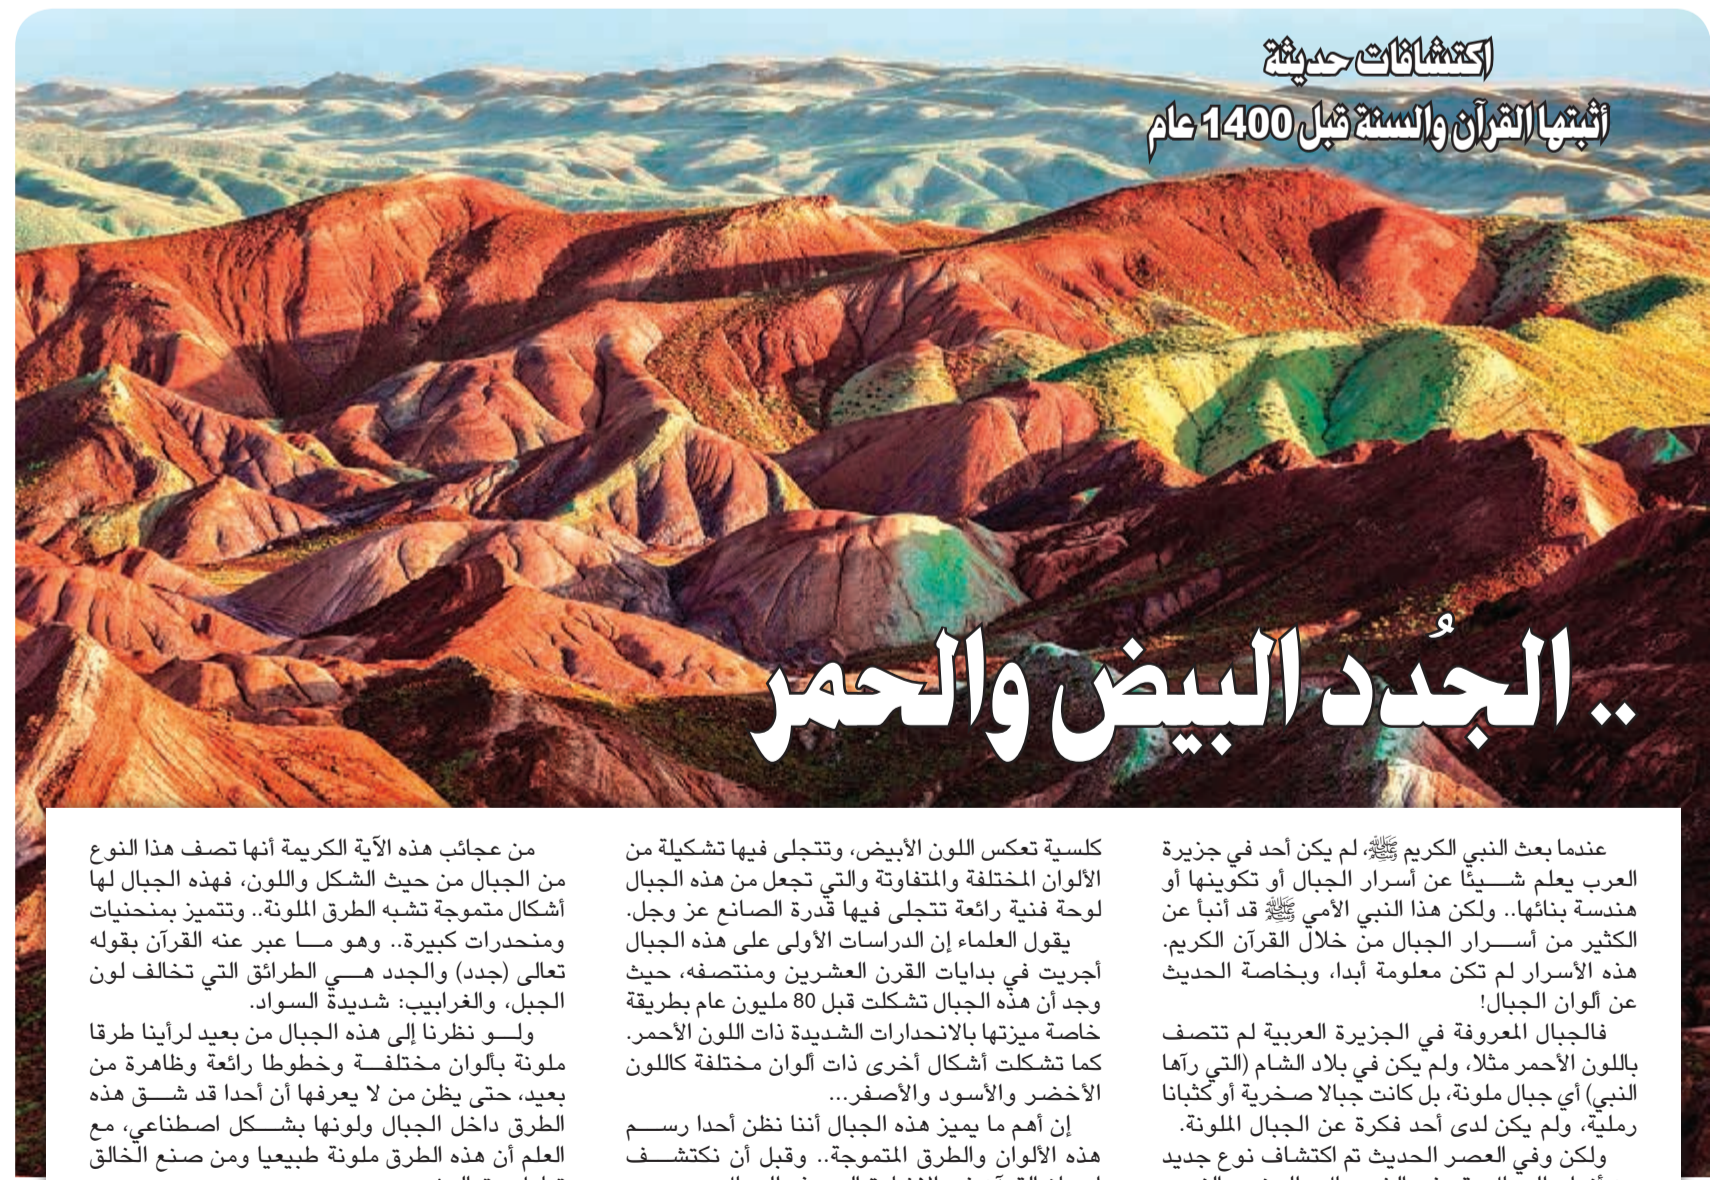 اكتشافات حديثة
أثبتها القرآن والسنة قبل 1400 عام
.. الجُدد البيض والحمر
عندما بعث النبي الكريم ﷺ، لم يكن أحد في جزيرة
العرب يعلم شيئا عن أسرار الجبال أو تكوينها أو
هندسة بنائها.. ولكن هذا النبي الأمي ﷺ قد أنبأ عن
الكثير من أسرار الجبال من خلال القرآن الكريم.
هذه الأسرار لم تكن معلومة أبدا، وبخاصة الحديث
عن ألوان الجبال!
فالجبال المعروفة في الجزيرة العربية لم تتصف
باللون الأحمر مثلا، ولم يكن في بلاد الشام (التي رآها
النبي) أي جبال ملونة، بل كانت جبالا صخرية أو كثبانا
رملية، ولم يكن لدى أحد فكرة عن الجبال الملونة.
ولكن وفي العصر الحديث تم اكتشاف نوع جديد
كلسية تعكس اللون الأبيض، وتتجلى فيها تشكيلة من
الألوان المختلفة والمتفاوتة والتي تجعل من هذه الجبال
لوحة فنية رائعة تتجلى فيها قدرة الصانع عز وجل.
يقول العلماء إن الدراسات الأولى على هذه الجبال
أجريت في بدايات القرن العشرين ومنتصفه، حيث
وجد أن هذه الجبال تشكلت قبل 80 مليون عام بطريقة
خاصة ميزتها بالانحدارات الشديدة ذات اللون الأحمر.
كما تشكلت أشكال أخرى ذات ألوان مختلفة كاللون
الأخضر والأسود والأصفر...
إن أهم ما يميز هذه الجبال أننا نظن أحدا رسم
هذه الألوان والطرق المتموجة.. وقبل أن نكتشف
من عجائب هذه الآية الكريمة أنها تصف هذا النوع
من الجبال من حيث الشكل واللون، فهذه الجبال لها
أشكال متموجة تشبه الطرق الملونة.. وتتميز بمنحنيات
ومنحدرات كبيرة.. وهو ما عبر عنه القرآن بقوله
تعالى (جدد) والجدد هي الطرائق التي تخالف لون
الجبل، والغرابيب: شديدة السواد.
ولو نظرنا إلى هذه الجبال من بعيد لرأينا طرقا
ملونة بألوان مختلفة وخطوطا رائعة وظاهرة من
بعيد، حتى يظن من لا يعرفها أن أحدا قد شق هذه
الطرق داخل الجبال ولونها بشكل اصطناعي، مع
العلم أن هذه الطرق ملونة طبيعيا ومن صنع الخالق